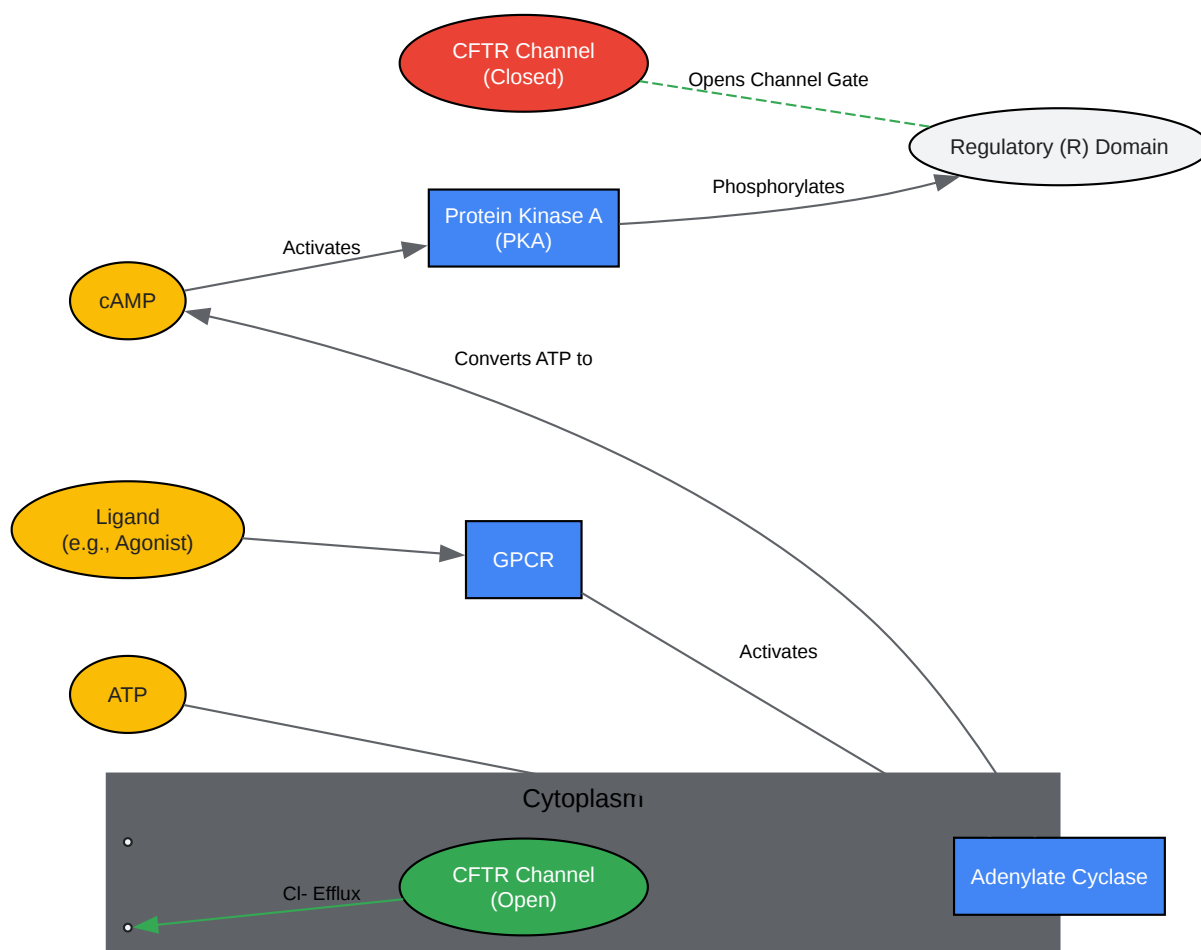 CFTR Channel
(Closed)
Opens Channel Gate
Regulatory (R) Domain
Phosphorylates
Protein Kinase A
(PKA)
Activates
cAMP
Converts ATP to
Ligand
(e.g., Agonist)
GPCR
Activates
ATP
Cytoplasm
CFTR Channel
(Open)
Cl- Efflux
Adenylate Cyclase